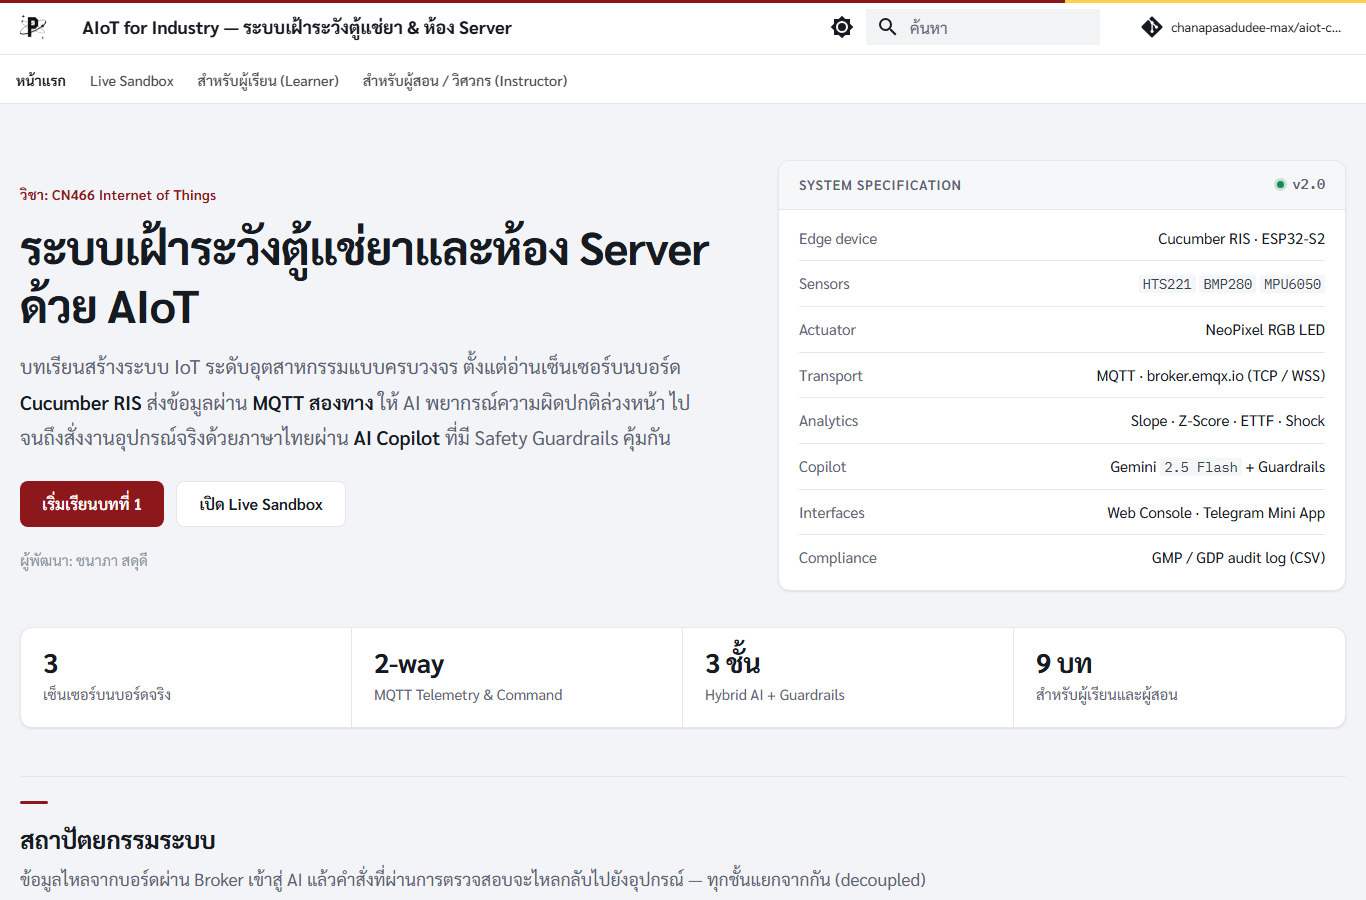 AIoT for Industry — ระบบเฝ้าระวังตู้แช่ยา & ห้อง Server
ค้นหา
chanapasadudee-max/aiot-c...
หน้าแรก
Live Sandbox
สำหรับผู้เรียน (Learner)
สำหรับผู้สอน / วิศวกร (Instructor)
วิชา: CN466 Internet of Things
ระบบเฝ้าระวังตู้แช่ยาและห้อง Server
ด้วย AIoT
บทเรียนสร้างระบบ IoT ระดับอุตสาหกรรมแบบครบวงจร ตั้งแต่อ่านเซ็นเซอร์บนบอร์ด
Cucumber RIS ส่งข้อมูลผ่าน MQTT สองทาง ให้ AI พยากรณ์ความผิดปกติล่วงหน้า ไป
จนถึงสั่งงานอุปกรณ์จริงด้วยภาษาไทยผ่าน AI Copilot ที่มี Safety Guardrails คุ้มกัน
เริ่มเรียนบทที่ 1
เปิด Live Sandbox
ผู้พัฒนา: ชนาภา สดุดี
SYSTEM SPECIFICATION
v2.0
Edge device
Cucumber RIS · ESP32-S2
Sensors
HTS221 BMP280 MPU6050
Actuator
NeoPixel RGB LED
Transport
MQTT · broker.emqx.io (TCP / WSS)
Analytics
Slope · Z-Score · ETTF · Shock
Copilot
Gemini 2.5 Flash + Guardrails
Interfaces
Web Console · Telegram Mini App
Compliance
GMP / GDP audit log (CSV)
3
เซ็นเซอร์บนบอร์ดจริง
2-way
MQTT Telemetry & Command
3 ชั้น
Hybrid AI + Guardrails
9 บท
สำหรับผู้เรียนและผู้สอน
สถาปัตยกรรมระบบ
ข้อมูลไหลจากบอร์ดผ่าน Broker เข้าสู่ AI แล้วคำสั่งที่ผ่านการตรวจสอบจะไหลกลับไปยังอุปกรณ์ — ทุกชั้นแยกจากกัน (decoupled)